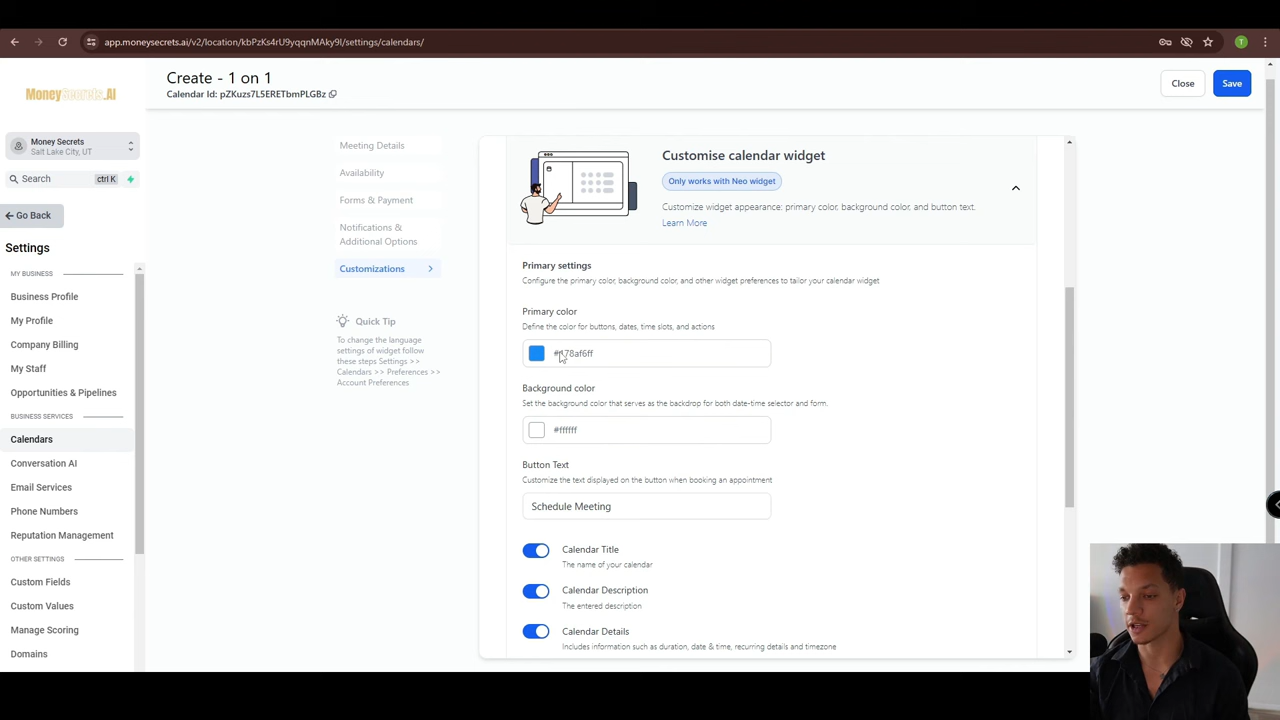 app.moneysecrets.ai/v2/location/kbPzKs4rU9yqqnMAky9l/settings/calendars/
T
MoneySecrets.AI
Money Secrets
Salt Lake City, UT
Search
ctrl K
Go Back
Settings
MY BUSINESS
Business Profile
My Profile
Company Billing
My Staff
Opportunities & Pipelines
BUSINESS SERVICES
Calendars
Conversation AI
Email Services
Phone Numbers
Reputation Management
OTHER SETTINGS
Custom Fields
Custom Values
Manage Scoring
Domains
Create - 1 on 1
Calendar Id: pZKuzs7L5ERETbmPLGBz
Close
Save
Meeting Details
Availability
Forms & Payment
Notifications &
Additional Options
Customizations
Quick Tip
To change the language
settings of widget follow
these steps Settings >>
Calendars >> Preferences >>
Account Preferences
Customise calendar widget
Only works with Neo widget
Customize widget appearance: primary color, background color, and button text.
Learn More
Primary settings
Configure the primary color, background color, and other widget preferences to tailor your calendar widget
Primary color
Define the color for buttons, dates, time slots, and actions
#178af6ff
Background color
Set the background color that serves as the backdrop for both date-time selector and form.
#ffffff
Button Text
Customize the text displayed on the button when booking an appointment
Schedule Meeting
Calendar Title
The name of your calendar
Calendar Description
The entered description
Calendar Details
Includes information such as duration, date & time, recurring details and timezone